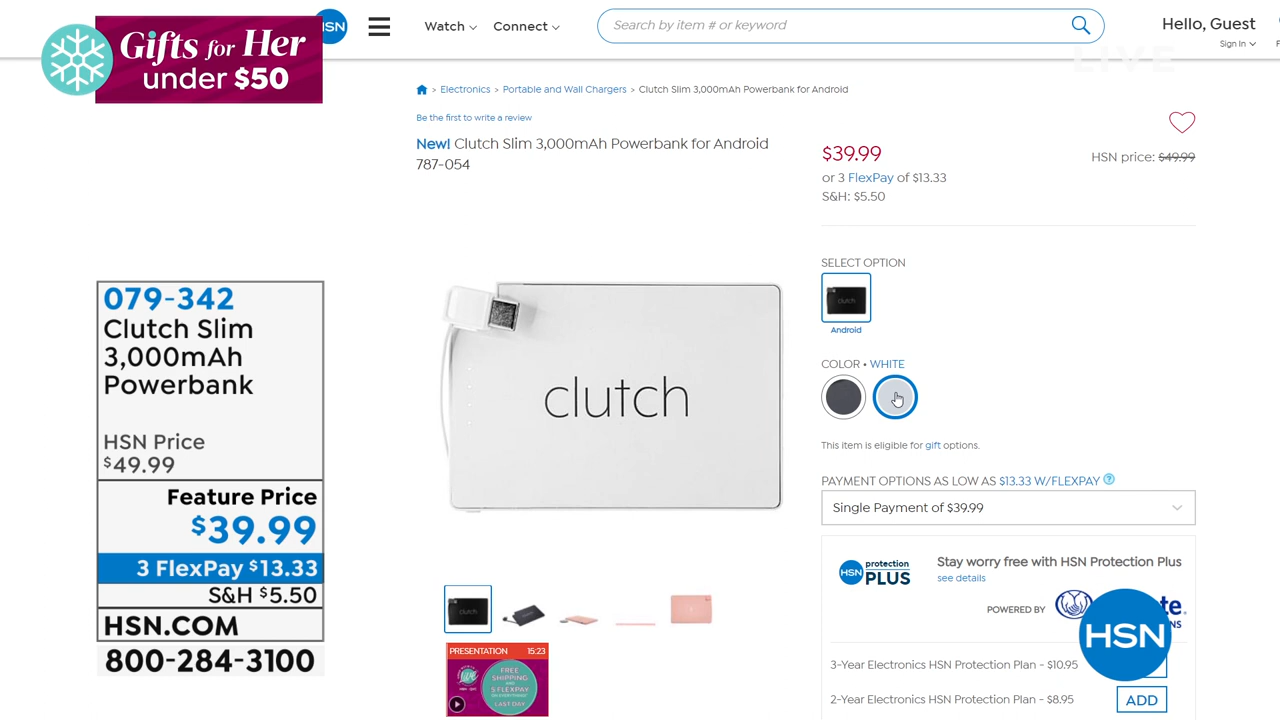 Gifts for Her
under $50
HSN
Watch
Connect
Search by item # or keyword
Hello, Guest
Sign In
LIVE
> Electronics > Portable and Wall Chargers > Clutch Slim 3,000mAh Powerbank for Android
Be the first to write a review
New! Clutch Slim 3,000mAh Powerbank for Android
787-054
$39.99
HSN price: $49.99
or 3 FlexPay of $13.33
S&H: $5.50
SELECT OPTION
clutch
Android
COLOR • WHITE
This item is eligible for gift options.
PAYMENT OPTIONS AS LOW AS $13.33 W/FLEXPAY ?
Single Payment of $39.99
HSN protection PLUS
Stay worry free with HSN Protection Plus
see details
POWERED BY
HSN
3-Year Electronics HSN Protection Plan - $10.95
2-Year Electronics HSN Protection Plan - $8.95
ADD
clutch
clutch
PRESENTATION 15:23
FREE
SHIPPING
LAST DAY
079-342
Clutch Slim
3,000mAh
Powerbank
HSN Price
$49.99
Feature Price
$39.99
3 FlexPay $13.33
S&H $5.50
HSN.COM
800-284-3100